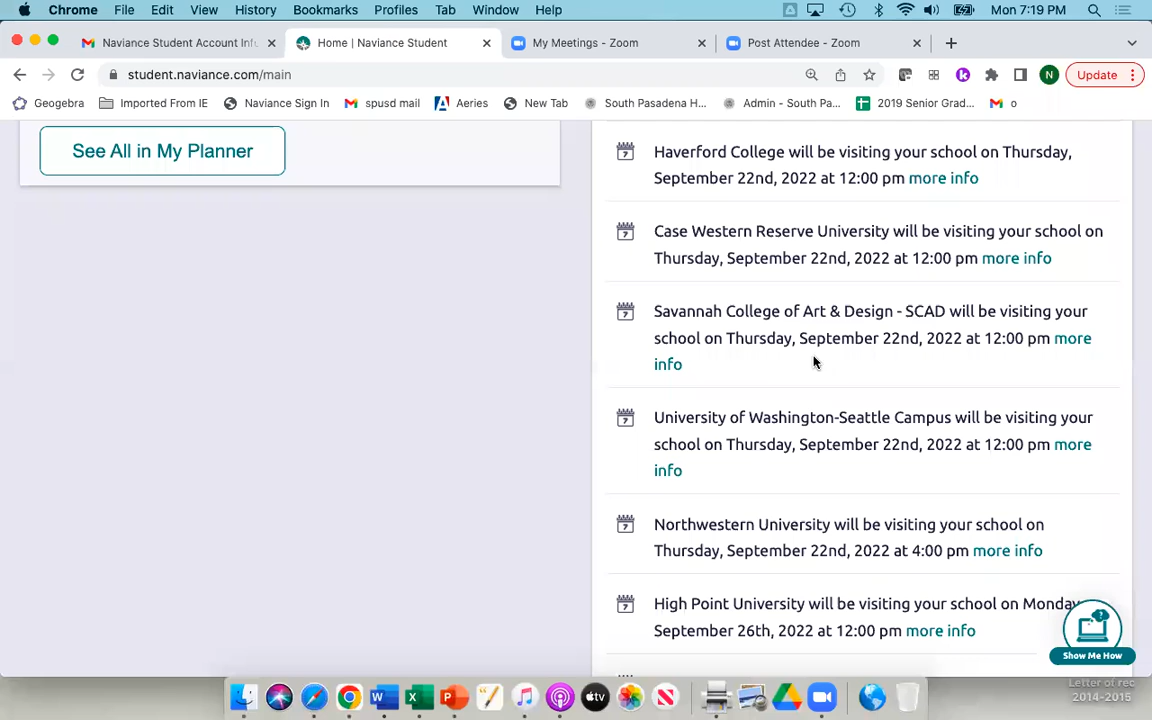 Chrome File Edit View History Bookmarks Profiles Tab Window Help Mon 7:19 PM
Naviance Student Account Info Home | Naviance Student My Meetings - Zoom Post Attendee - Zoom
student.naviance.com/main N Update
Geogebra Imported From IE Naviance Sign In spusd mail Aeries New Tab South Pasadena H... Admin - South Pa... 2019 Senior Grad... o
See All in My Planner
Haverford College will be visiting your school on Thursday,
September 22nd, 2022 at 12:00 pm more info
Case Western Reserve University will be visiting your school on
Thursday, September 22nd, 2022 at 12:00 pm more info
Savannah College of Art & Design - SCAD will be visiting your
school on Thursday, September 22nd, 2022 at 12:00 pm more
info
University of Washington-Seattle Campus will be visiting your
school on Thursday, September 22nd, 2022 at 12:00 pm more
info
Northwestern University will be visiting your school on
Thursday, September 22nd, 2022 at 4:00 pm more info
High Point University will be visiting your school on Monday
September 26th, 2022 at 12:00 pm more info
Show Me How
Letter of rec
2014-2015